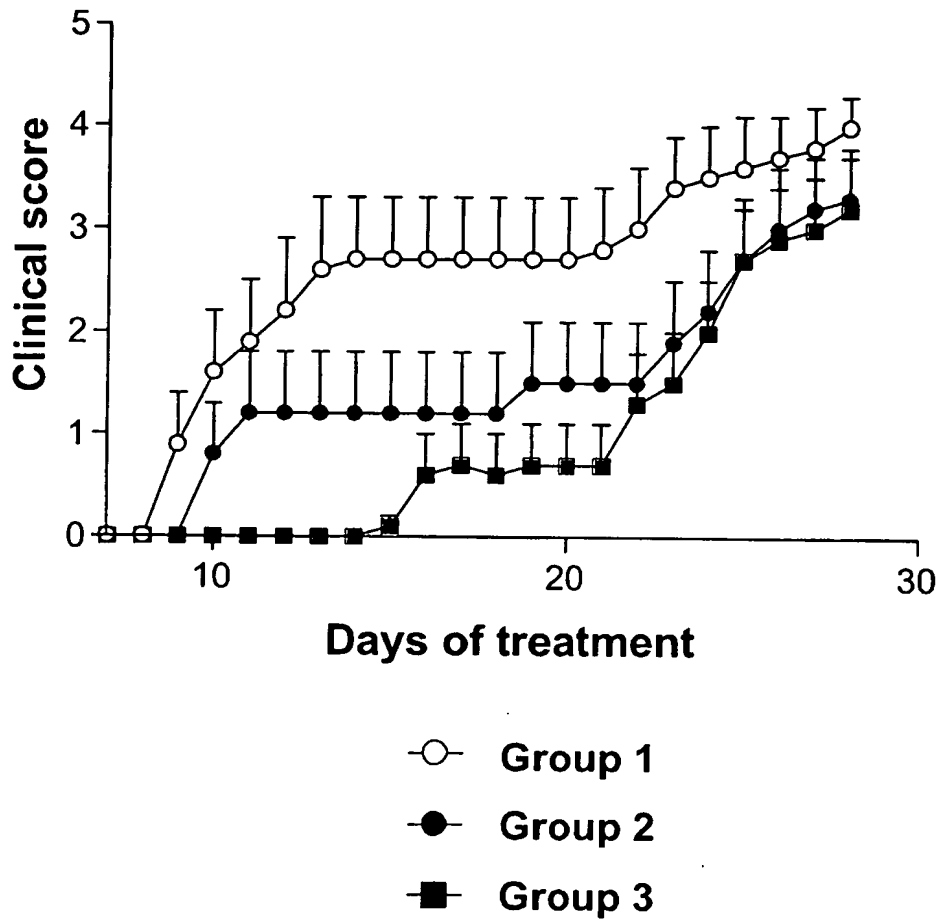 5
4
3
2
1
0
Clinical score
10 20 30
Days of treatment
Group 1
Group 2
Group 3